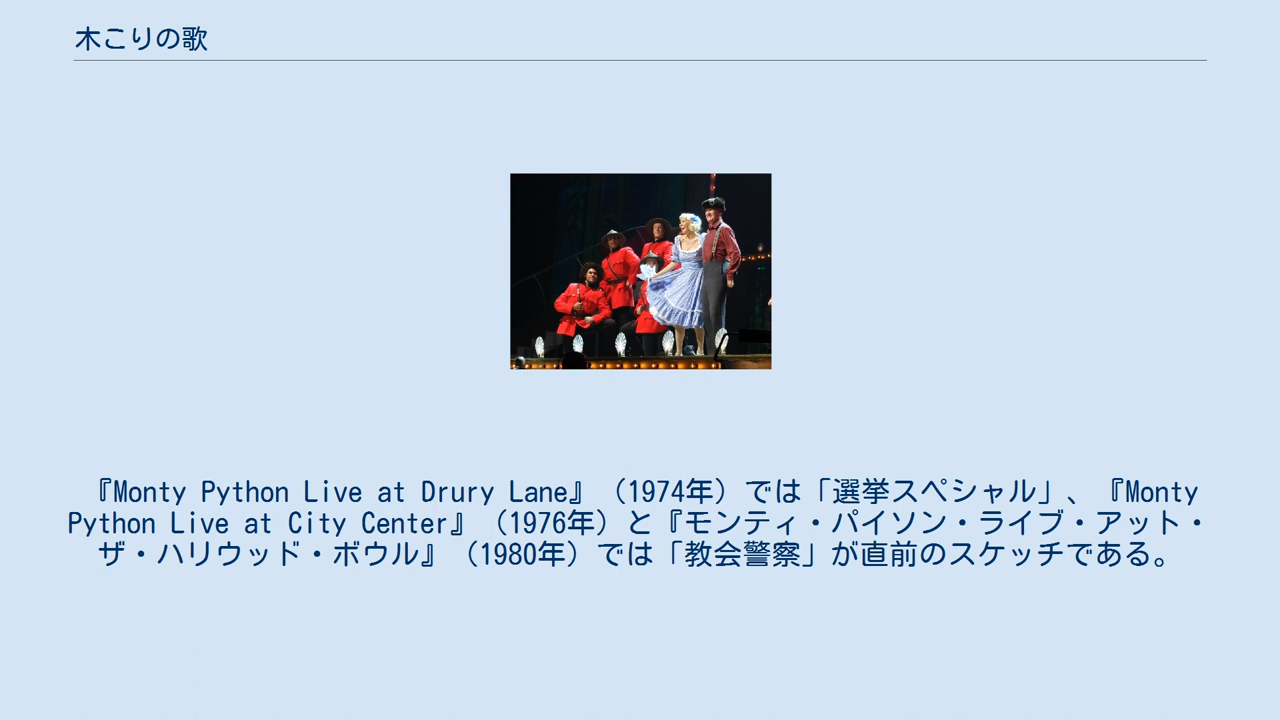 木こりの歌
『Monty Python Live at Drury Lane』（1974年）では「選挙スペシャル」、『Monty
Python Live at City Center』（1976年）と『モンティ・パイソン・ライブ・アット・
ザ・ハリウッド・ボウル』（1980年）では「教会警察」が直前のスケッチである。